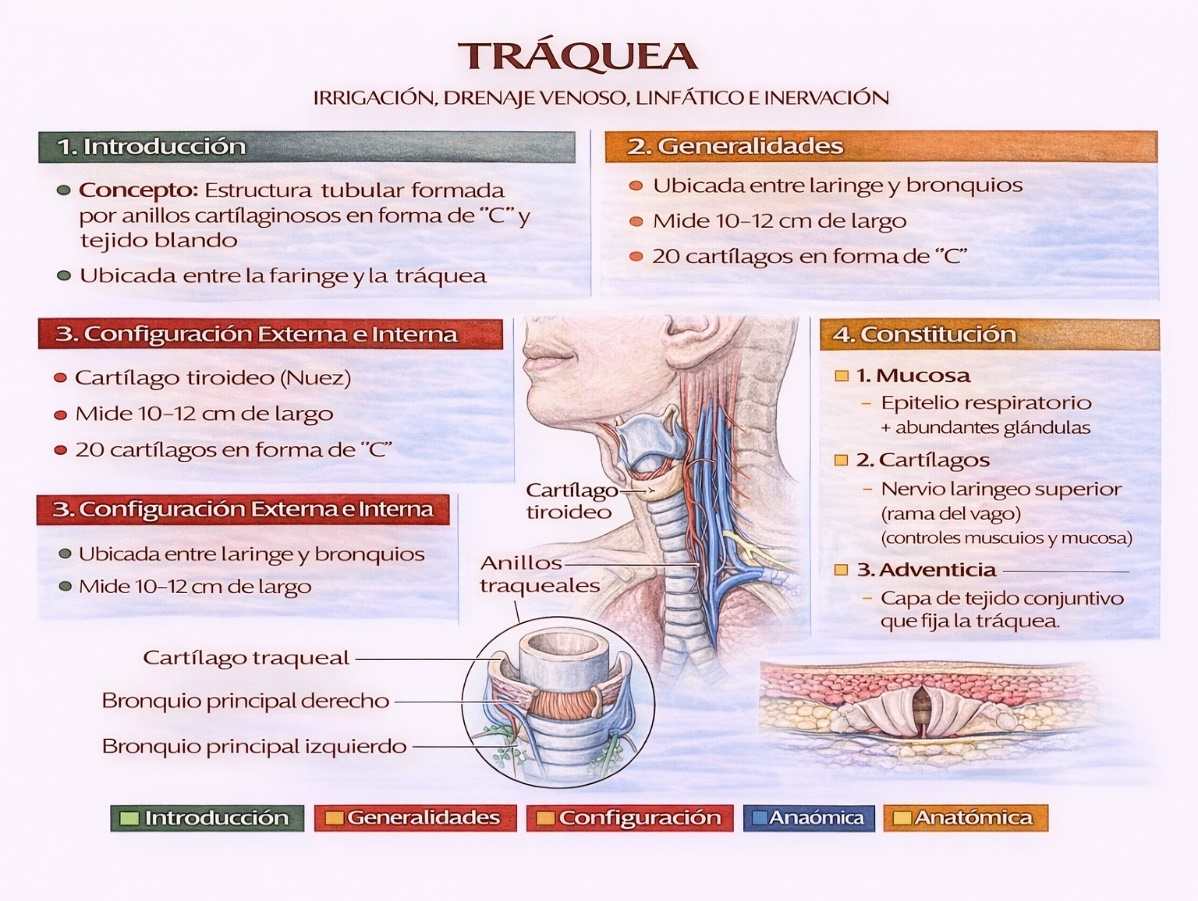 TRÁQUEA
IRRIGACIÓN, DRENAJE VENOSO, LINFÁTICO E INERVACIÓN
1. Introducción
Concepto: Estructura tubular formada
por anillos cartílaginosos en forma de “C” y
tejido blando
Ubicada entre la faringe y la tráquea
2. Generalidades
Ubicada entre laringe y bronquios
Mide 10–12 cm de largo
20 cartílagos en forma de “C”
3. Configuración Externa e Interna
Cartílago tiroideo (Nuez)
Mide 10–12 cm de largo
20 cartílagos en forma de “C”
3. Configuración Externa e Interna
Ubicada entre laringe y bronquios
Mide 10–12 cm de largo
Cartílago
tiroideo
Anillos
traqueales
4. Constitución
1. Mucosa
– Epitelio respiratorio
+ abundantes glándulas
2. Cartílagos
– Nervio laringeo superior
(rama del vago)
(controles muscuios y mucosa)
3. Adventicia
– Capa de tejido conjuntivo
que fija la tráquea.
Cartílago traqueal
Bronquio principal derecho
Bronquio principal izquierdo
Introducción
Generalidades
Configuración
Anaómica
Anatómica